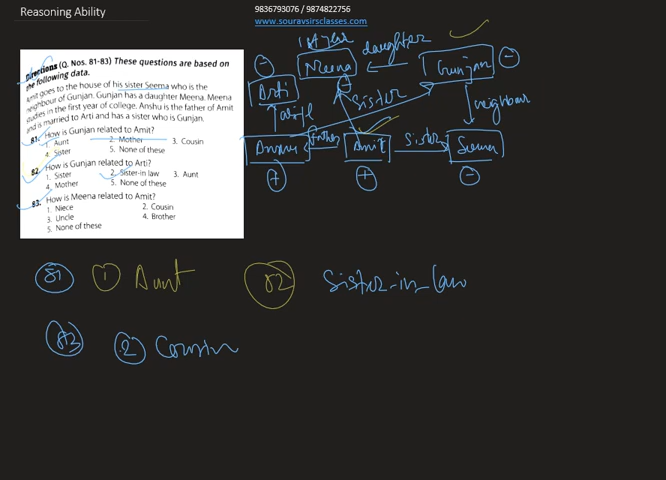 Reasoning Ability
9836793076 / 9874822756
www.souravsirsclasses.com
Directions (Q. Nos. 81-83) These questions are based on
the following data.
Amit goes to the house of his sister Seema who is the
neighbour of Gunjan. Gunjan has a daughter Meena. Meena
studies in the first year of college. Anshu is the father of Amit
and is married to Arti and has a sister who is Gunjan.
81. How is Gunjan related to Amit?
1. Aunt 2. Mother 3. Cousin
4. Sister 5. None of these
82. How is Gunjan related to Arti?
1. Sister 2. Sister-in law 3. Aunt
4. Mother 5. None of these
83. How is Meena related to Amit?
1. Niece 2. Cousin
3. Uncle 4. Brother
5. None of these
1st year
daughter
Meena
Gunjan
Arti
Sister
neighbour
wife
Anshu
father
Amit
Sister
Seema
81 1 Aunt
82 Sister-in-law
83 2 Cousin